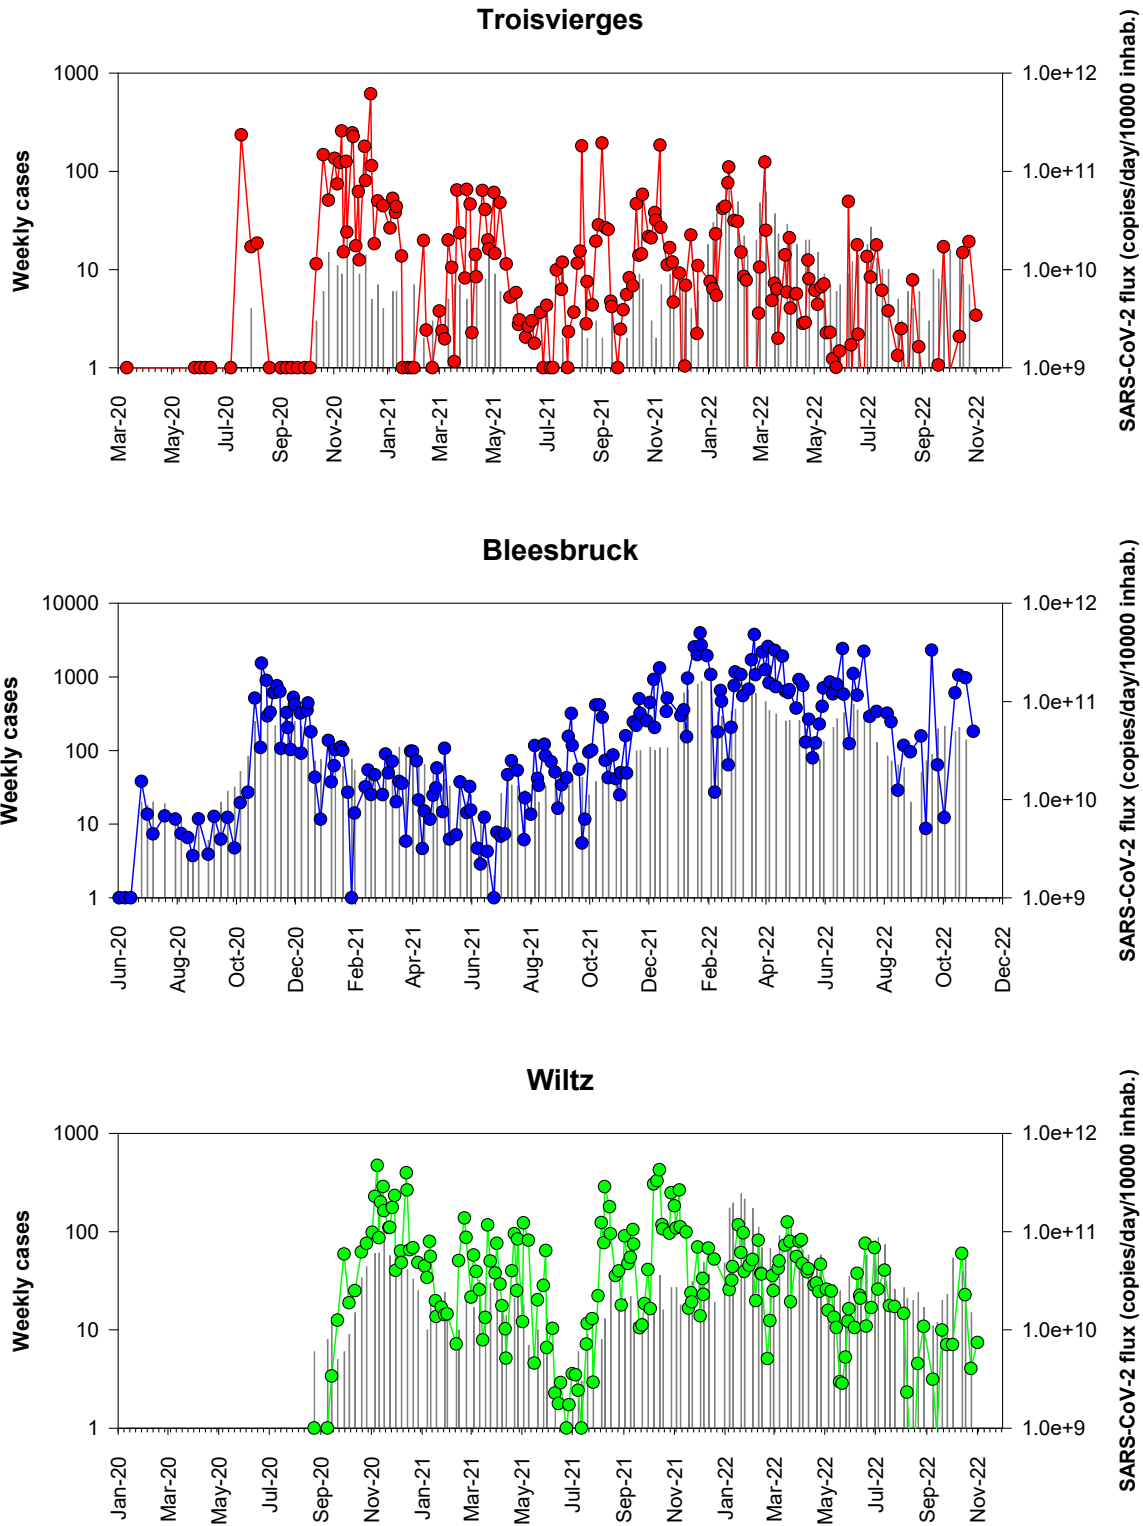 Troisvierges
Weekly cases
SARS-CoV-2 flux (copies/day/10000 inhab.)
1000
100
10
1
1.0e+12
1.0e+11
1.0e+10
1.0e+9
Mar-20
May-20
Jul-20
Sep-20
Nov-20
Jan-21
Mar-21
May-21
Jul-21
Sep-21
Nov-21
Jan-22
Mar-22
May-22
Jul-22
Sep-22
Nov-22
Bleesbruck
Weekly cases
SARS-CoV-2 flux (copies/day/10000 inhab.)
10000
1000
100
10
1
1.0e+12
1.0e+11
1.0e+10
1.0e+9
Jun-20
Aug-20
Oct-20
Dec-20
Feb-21
Apr-21
Jun-21
Aug-21
Oct-21
Dec-21
Feb-22
Apr-22
Jun-22
Aug-22
Oct-22
Dec-22
Wiltz
Weekly cases
SARS-CoV-2 flux (copies/day/10000 inhab.)
1000
100
10
1
1.0e+12
1.0e+11
1.0e+10
1.0e+9
Jan-20
Mar-20
May-20
Jul-20
Sep-20
Nov-20
Jan-21
Mar-21
May-21
Jul-21
Sep-21
Nov-21
Jan-22
Mar-22
May-22
Jul-22
Sep-22
Nov-22